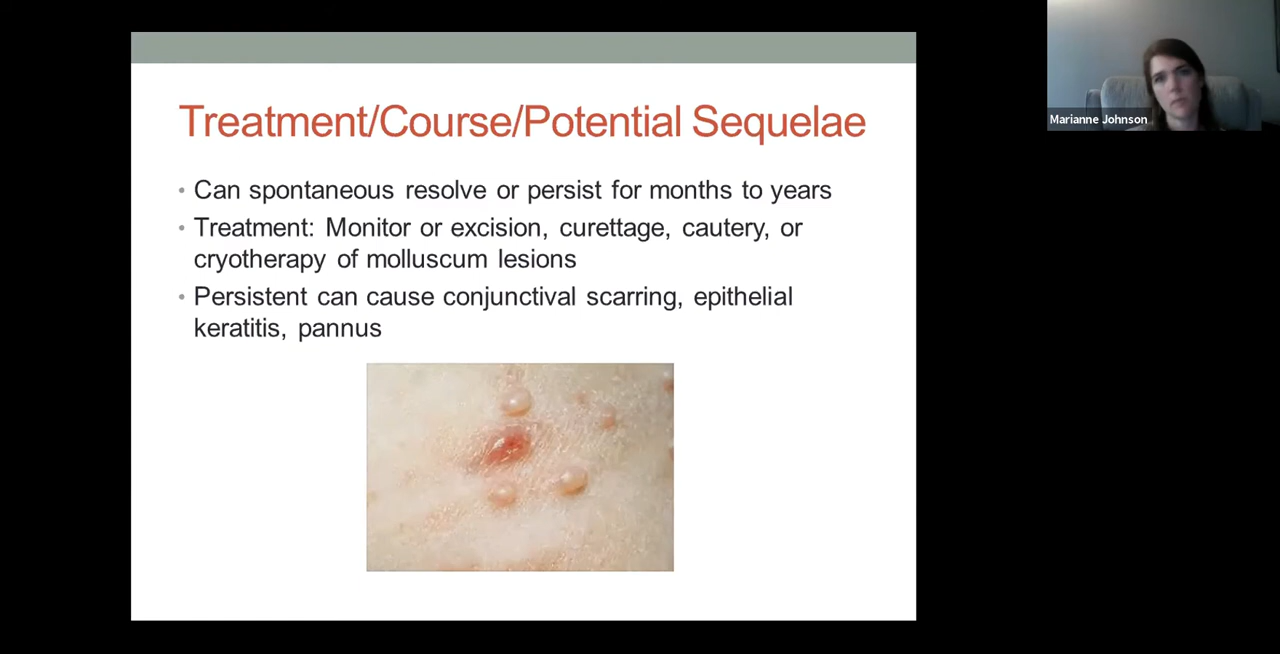 Treatment/Course/Potential Sequelae
• Can spontaneous resolve or persist for months to years
• Treatment: Monitor or excision, curettage, cautery, or
cryotherapy of molluscum lesions
• Persistent can cause conjunctival scarring, epithelial
keratitis, pannus
Marianne Johnson